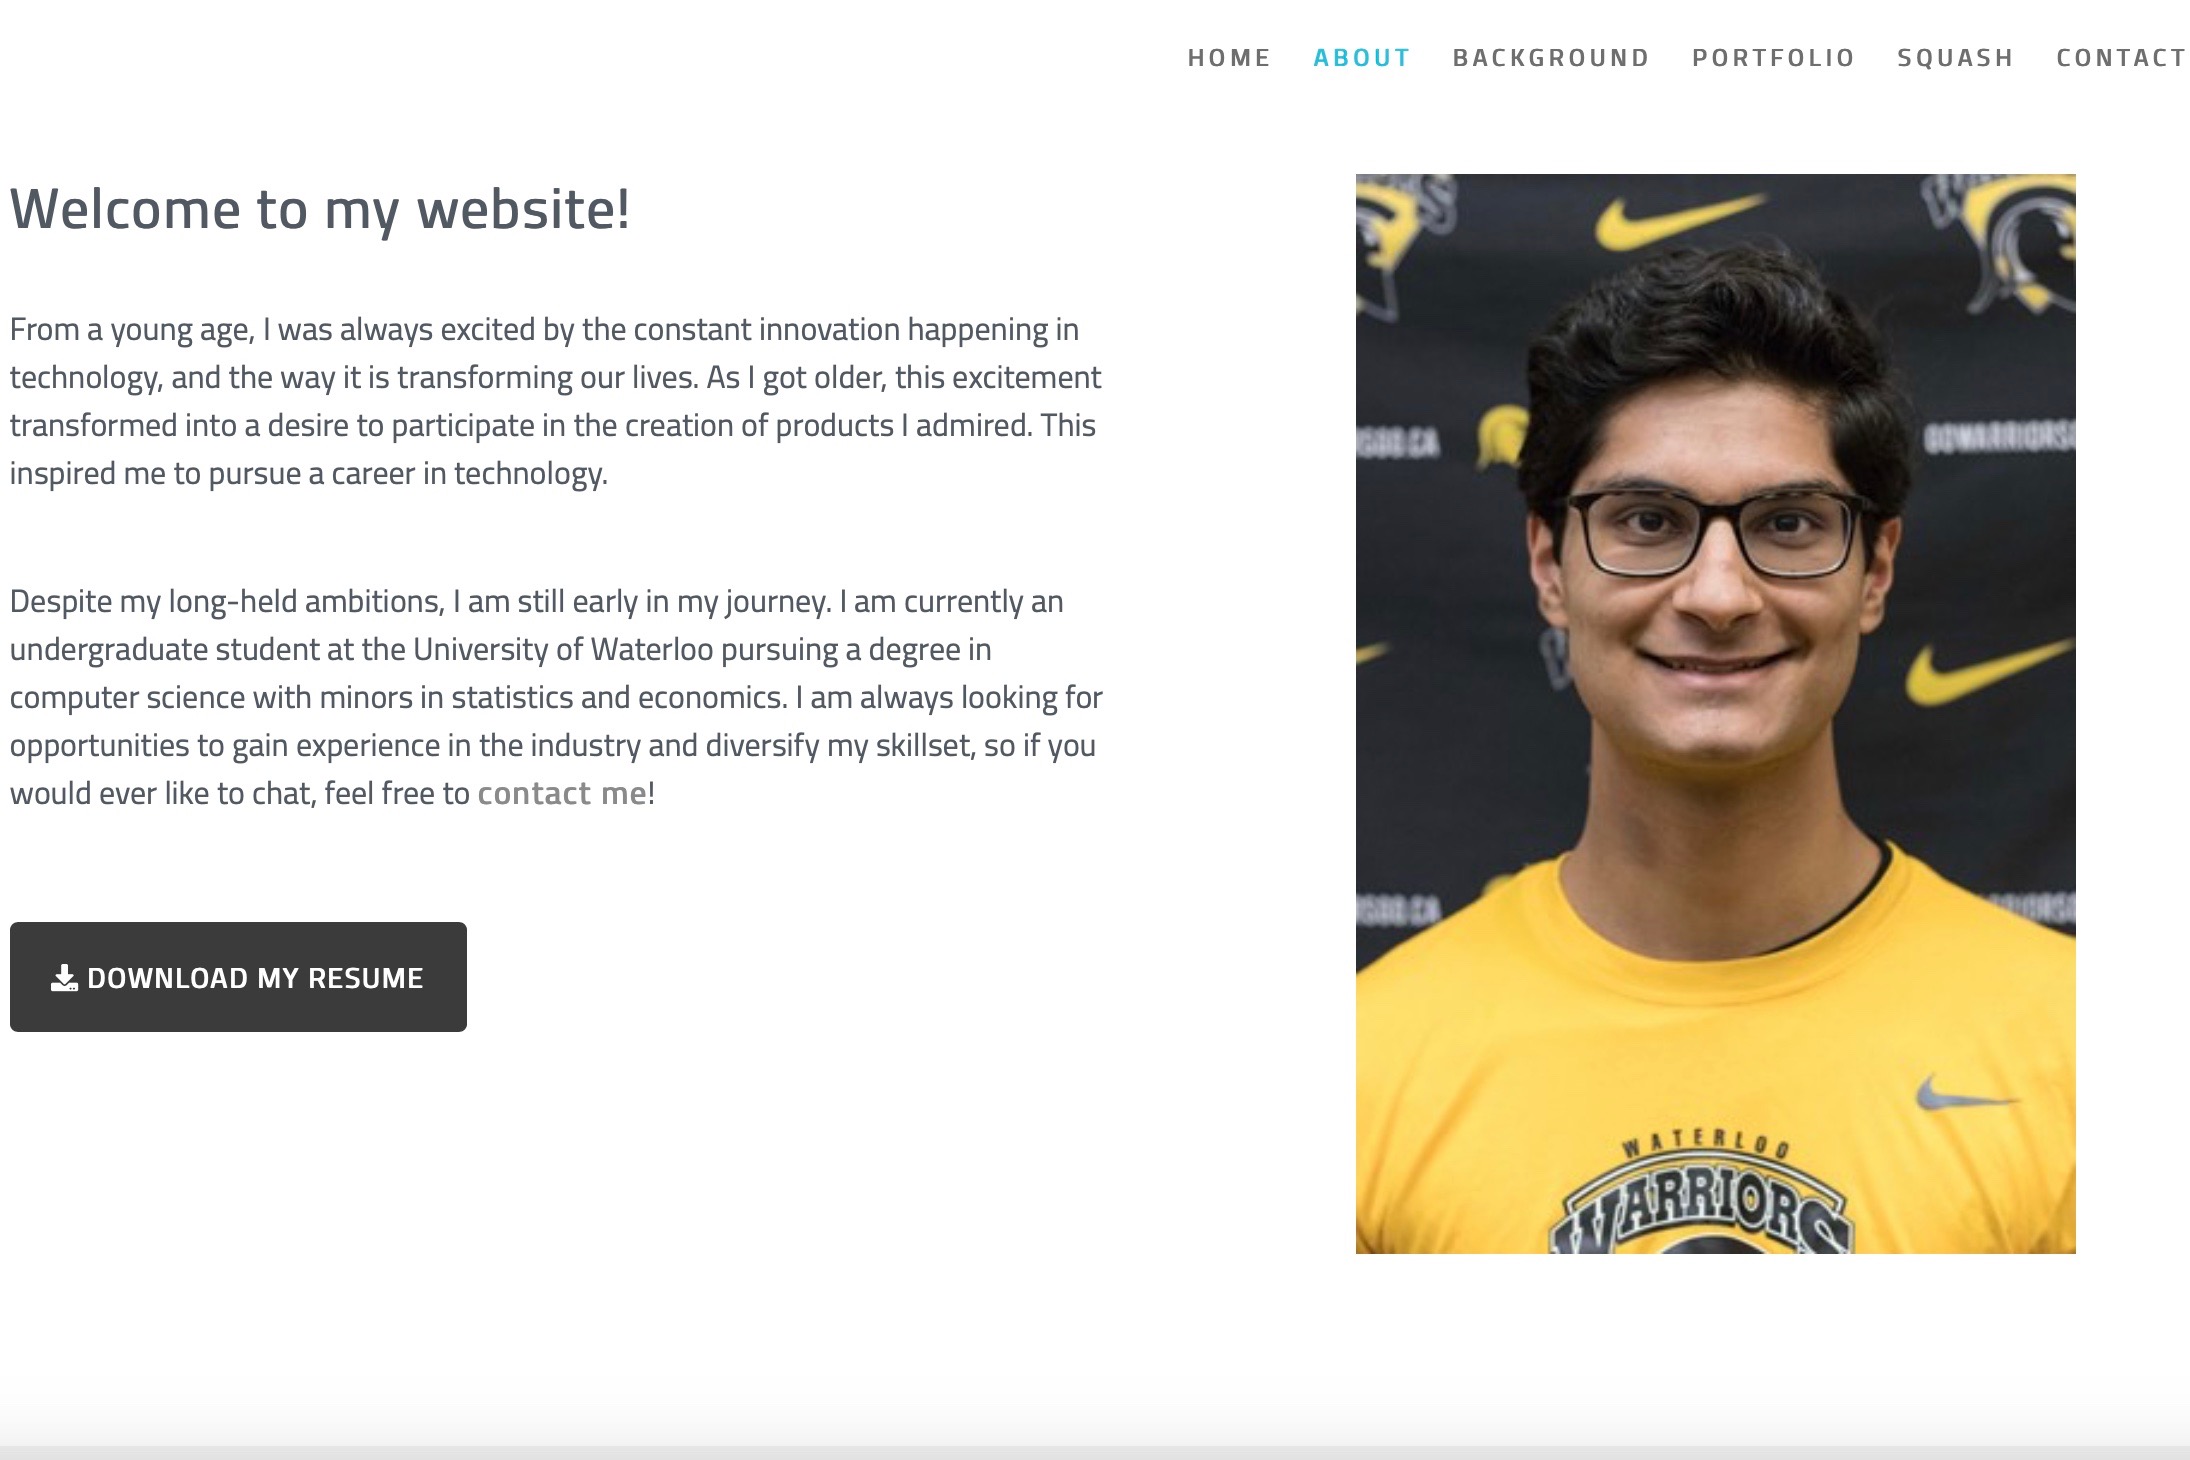 HOME ABOUT BACKGROUND PORTFOLIO SQUASH CONTACT
Welcome to my website!
From a young age, I was always excited by the constant innovation happening in
technology, and the way it is transforming our lives. As I got older, this excitement
transformed into a desire to participate in the creation of products I admired. This
inspired me to pursue a career in technology.
Despite my long-held ambitions, I am still early in my journey. I am currently an
undergraduate student at the University of Waterloo pursuing a degree in
computer science with minors in statistics and economics. I am always looking for
opportunities to gain experience in the industry and diversify my skillset, so if you
would ever like to chat, feel free to contact me!
DOWNLOAD MY RESUME
WATERLOO
WARRIORS